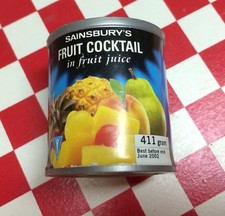 SAINSBURY'S
FRUIT COCKTAIL
in fruit juice
411 gram
Best before end
June 2002